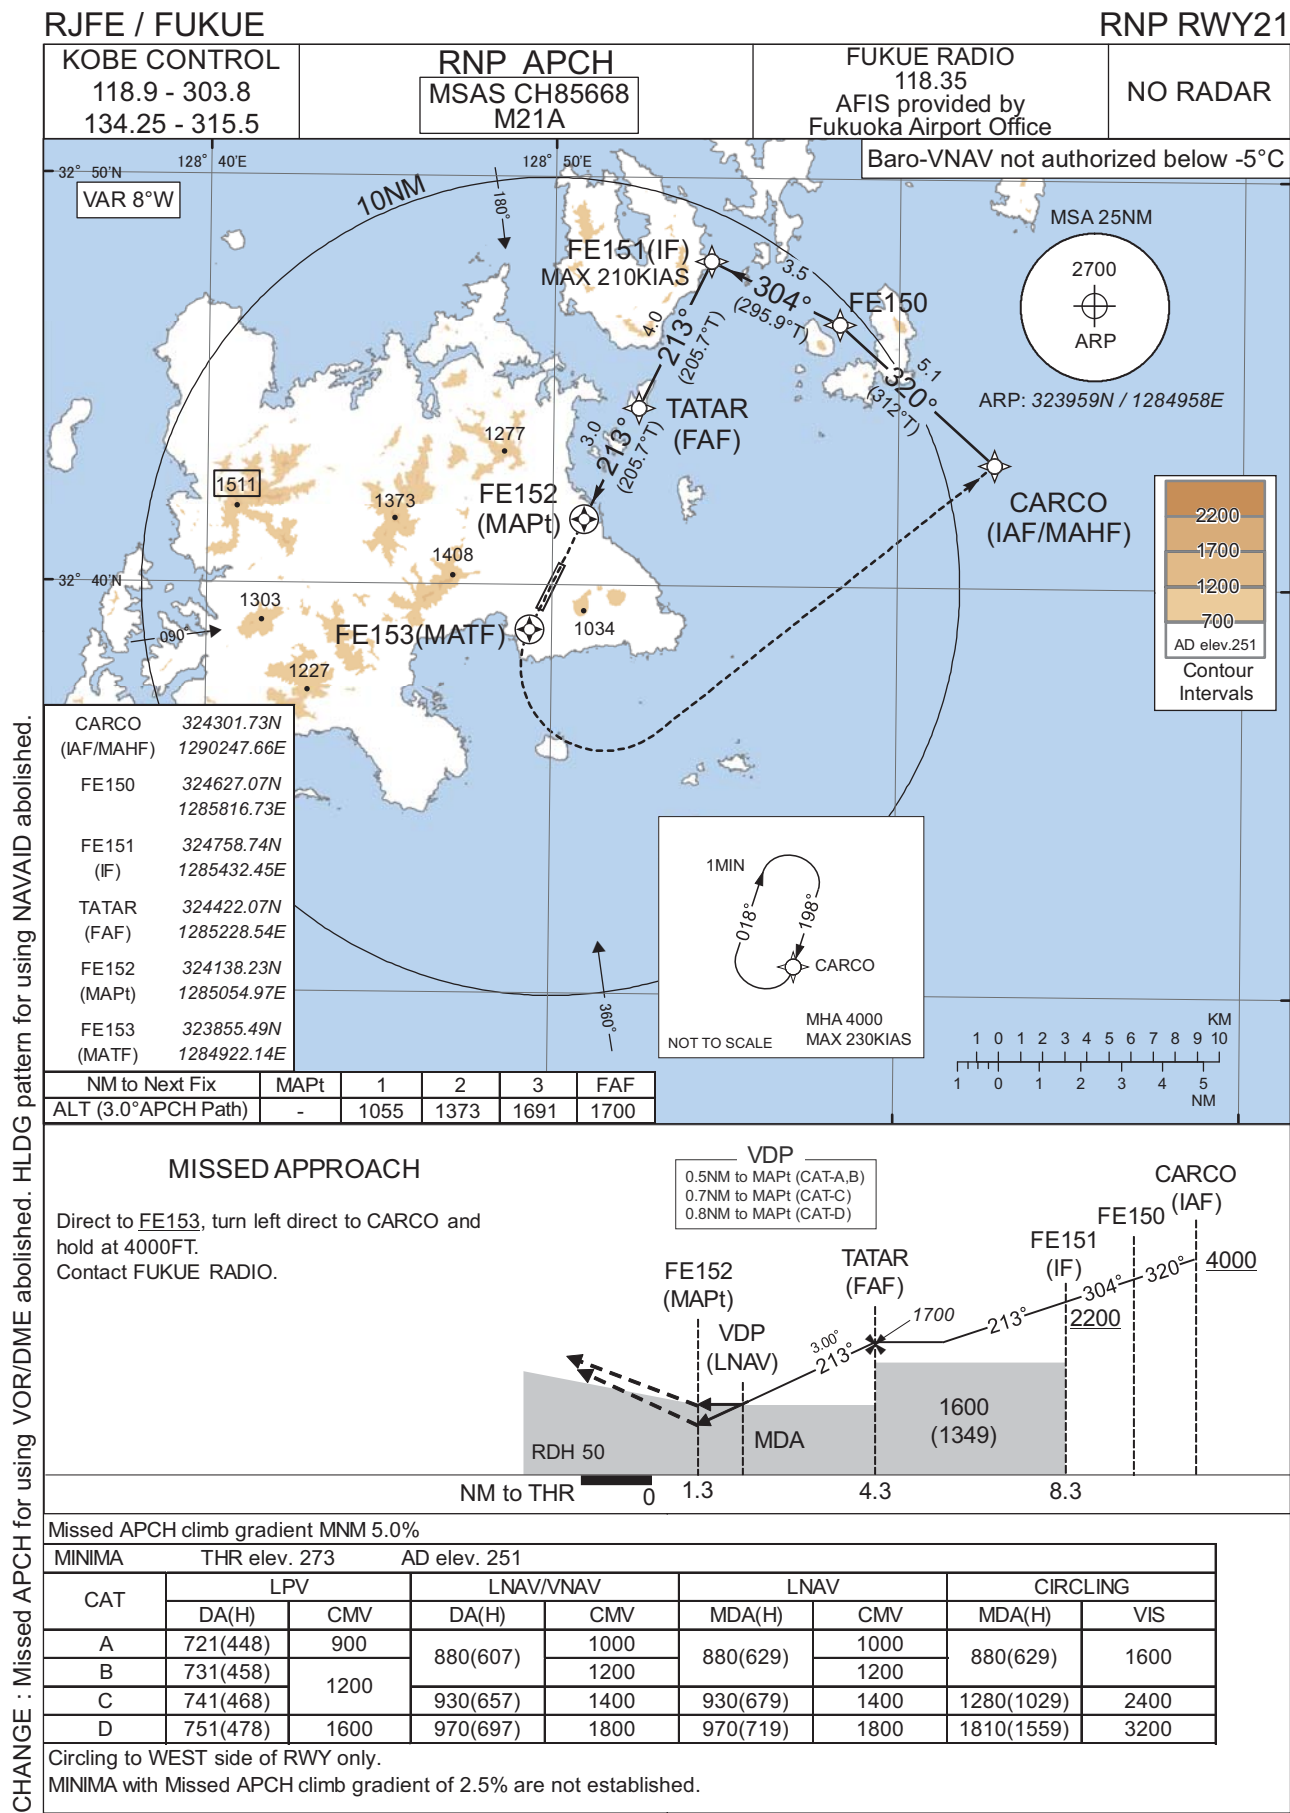 RJFE / FUKUE
RNP RWY21
KOBE CONTROL
118.9 - 303.8
134.25 - 315.5
RNP APCH
MSAS CH85668
M21A
FUKUE RADIO
118.35
AFIS provided by
Fukuoka Airport Office
NO RADAR
Baro-VNAV not authorized below -5°C
32° 50'N
128° 40'E
128° 50'E
VAR 8°W
10NM
180°
FE151(IF)
MAX 210KIAS
3.5
304°
(295.9°T)
FE150
MSA 25NM
2700
ARP
ARP: 323959N / 1284958E
4.0
213°
(205.7°T)
5.1
320°
(312°T)
TATAR
(FAF)
3.0
213°
(205.7°T)
1277
1511
1373
FE152
(MAPt)
CARCO
(IAF/MAHF)
1408
32° 40'N
1303
090°
FE153(MATF)
1034
1227
2200
1700
1200
700
AD elev.251
Contour
Intervals
CARCO 324301.73N
(IAF/MAHF) 1290247.66E
FE150 324627.07N
1285816.73E
FE151 324758.74N
(IF) 1285432.45E
TATAR 324422.07N
(FAF) 1285228.54E
FE152 324138.23N
(MAPt) 1285054.97E
FE153 323855.49N
(MATF) 1284922.14E
360°
1MIN
018°
198°
CARCO
NOT TO SCALE
MHA 4000
MAX 230KIAS
KM
1 0 1 2 3 4 5 6 7 8 9 10
1 0 1 2 3 4 5
NM
NM to Next Fix MAPt 1 2 3 FAF
ALT (3.0°APCH Path) - 1055 1373 1691 1700
MISSED APPROACH
Direct to FE153, turn left direct to CARCO and
hold at 4000FT.
Contact FUKUE RADIO.
VDP
0.5NM to MAPt (CAT-A,B)
0.7NM to MAPt (CAT-C)
0.8NM to MAPt (CAT-D)
CARCO
(IAF)
FE150
FE151
(IF)
TATAR
(FAF)
FE152
(MAPt)
VDP
(LNAV)
4000
320°
304°
2200
213°
1700
3.00°
213°
1600
(1349)
MDA
RDH 50
NM to THR 0 1.3 4.3 8.3
Missed APCH climb gradient MNM 5.0%
MINIMA THR elev. 273 AD elev. 251
CAT LPV LNAV/VNAV LNAV CIRCLING
DA(H) CMV DA(H) CMV MDA(H) CMV MDA(H) VIS
A 721(448) 900 880(607) 1000 880(629) 1000 880(629) 1600
B 731(458) 1200 1200 1200
C 741(468) 930(657) 1400 930(679) 1400 1280(1029) 2400
D 751(478) 1600 970(697) 1800 970(719) 1800 1810(1559) 3200
Circling to WEST side of RWY only.
MINIMA with Missed APCH climb gradient of 2.5% are not established.
CHANGE : Missed APCH for using VOR/DME abolished. HLDG pattern for using NAVAID abolished.